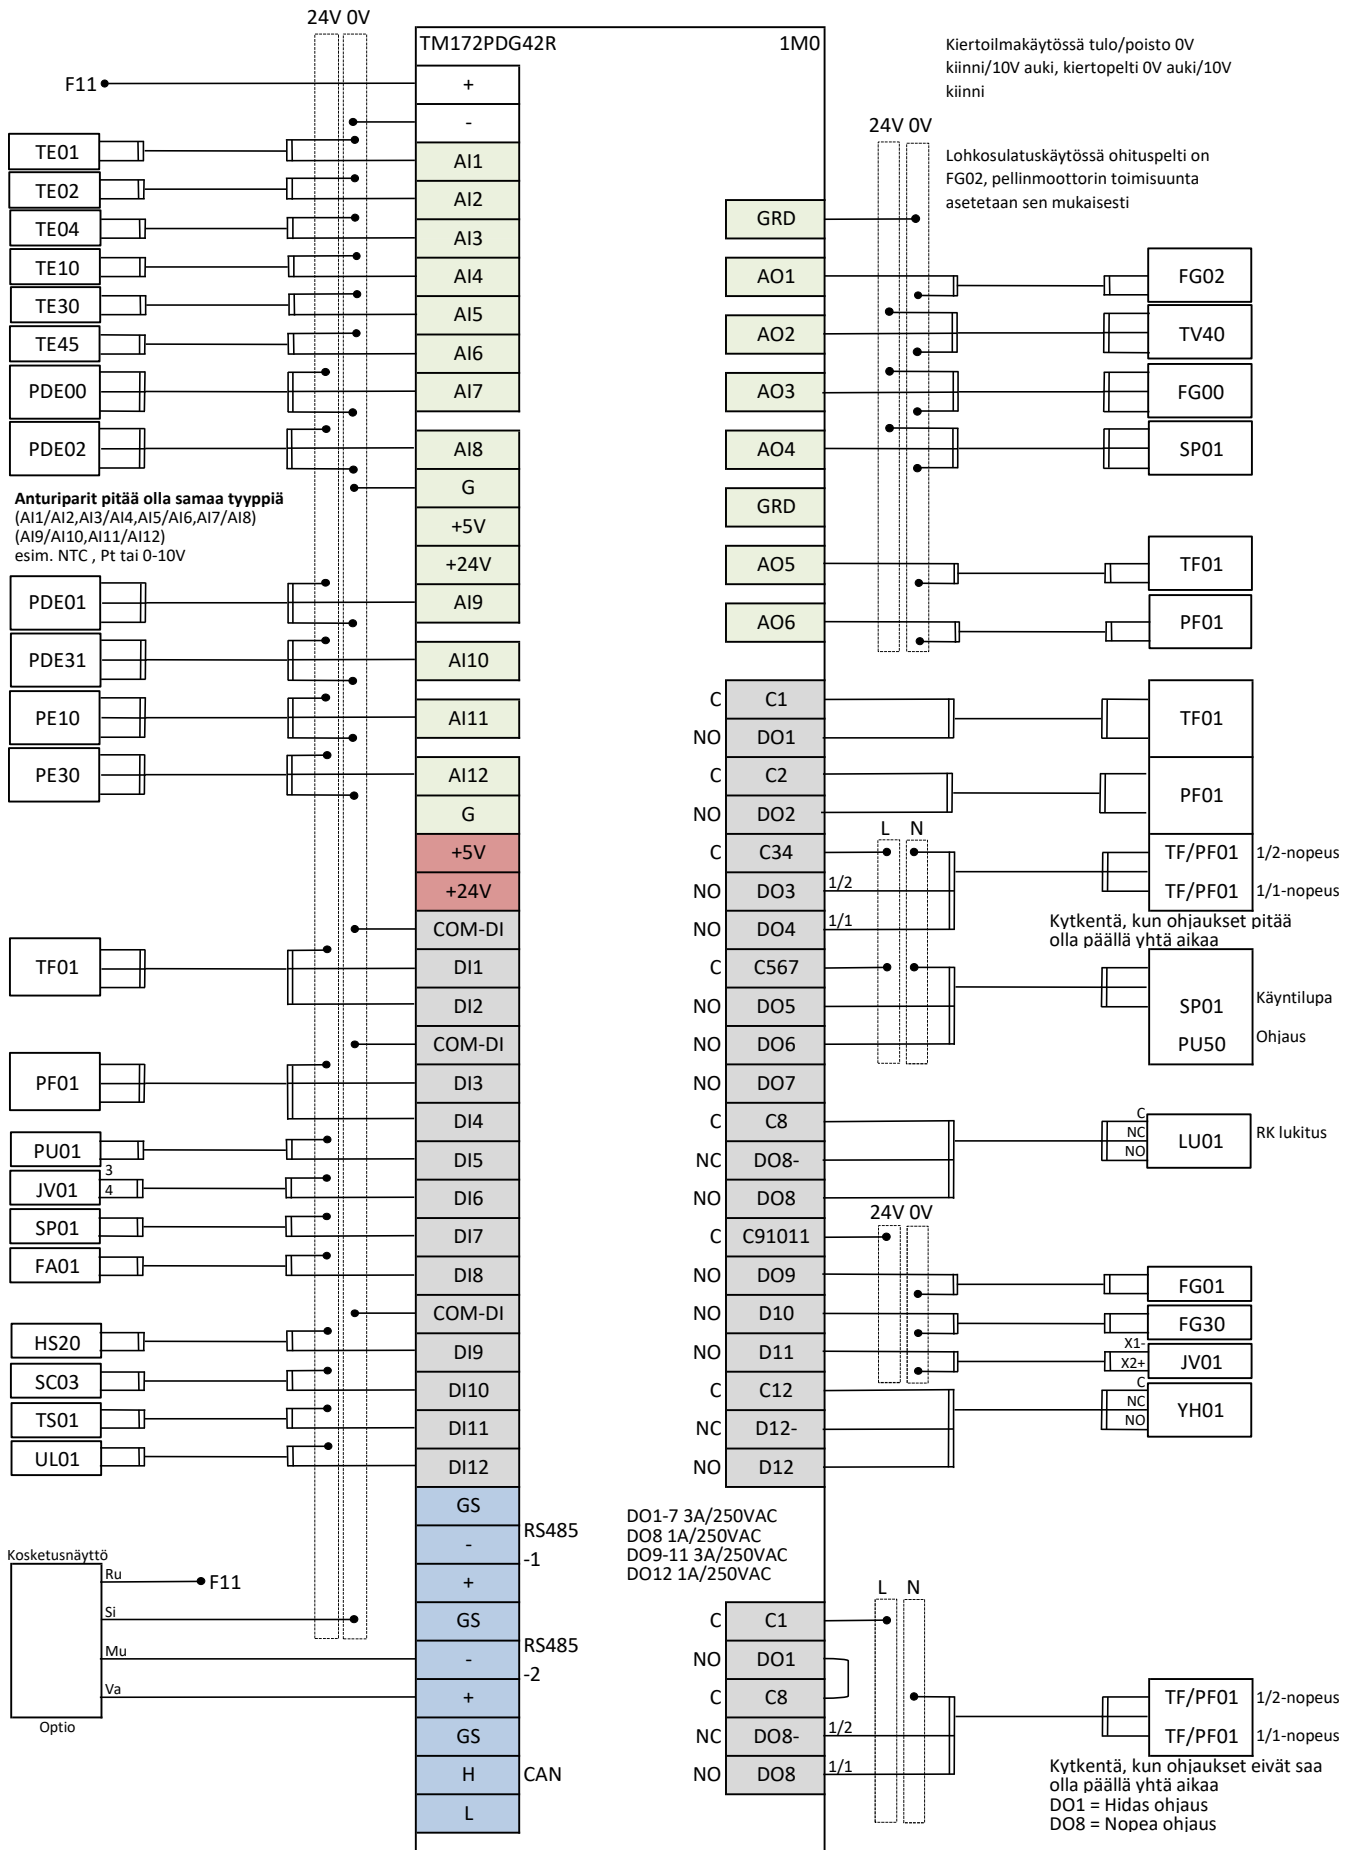 24V 0V
TM172PDG42R
1M0
F11
+
-
TE01
AI1
TE02
AI2
TE04
AI3
TE10
AI4
TE30
AI5
TE45
AI6
PDE00
AI7
PDE02
AI8
G
Anturiparit pitää olla samaa tyyppiä
(AI1/AI2,AI3/AI4,AI5/AI6,AI7/AI8)
(AI9/AI10,AI11/AI12)
esim. NTC , Pt tai 0-10V
+5V
+24V
PDE01
AI9
PDE31
AI10
PE10
AI11
PE30
AI12
G
+5V
+24V
COM-DI
TF01
DI1
DI2
COM-DI
PF01
DI3
DI4
PU01
DI5
JV01
3
4
DI6
SP01
DI7
FA01
DI8
COM-DI
HS20
DI9
SC03
DI10
TS01
DI11
UL01
DI12
GS
-
RS485
-1
+
Kosketusnäyttö
Ru
F11
Si
GS
Mu
-
RS485
-2
Va
+
Optio
GS
H
CAN
L
Kiertoilmakäytössä tulo/poisto 0V
kiinni/10V auki, kiertopelti 0V auki/10V
kiinni
24V 0V
Lohkosulatuskäytössä ohituspelti on
FG02, pellinmoottorin toimisuunta
asetetaan sen mukaisesti
GRD
AO1
FG02
AO2
TV40
AO3
FG00
AO4
SP01
GRD
AO5
TF01
AO6
PF01
C
C1
TF01
NO
DO1
C
C2
PF01
NO
DO2
L N
C
C34
TF/PF01
1/2-nopeus
NO
DO3
1/2
TF/PF01
1/1-nopeus
NO
DO4
1/1
Kytkentä, kun ohjaukset pitää
olla päällä yhtä aikaa
C
C567
NO
DO5
SP01
Käyntilupa
NO
DO6
PU50
Ohjaus
NO
DO7
C
C8
C
NC
DO8-
NC
LU01
RK lukitus
NO
NO
DO8
24V 0V
C
C91011
NO
DO9
FG01
NO
D10
FG30
NO
D11
X1-
X2+
JV01
C
C12
C
NC
NO
YH01
NC
D12-
NO
D12
DO1-7 3A/250VAC
DO8 1A/250VAC
DO9-11 3A/250VAC
DO12 1A/250VAC
L N
C
C1
NO
DO1
C
C8
TF/PF01
1/2-nopeus
NC
DO8-
1/2
TF/PF01
1/1-nopeus
NO
DO8
1/1
Kytkentä, kun ohjaukset eivät saa
olla päällä yhtä aikaa
DO1 = Hidas ohjaus
DO8 = Nopea ohjaus